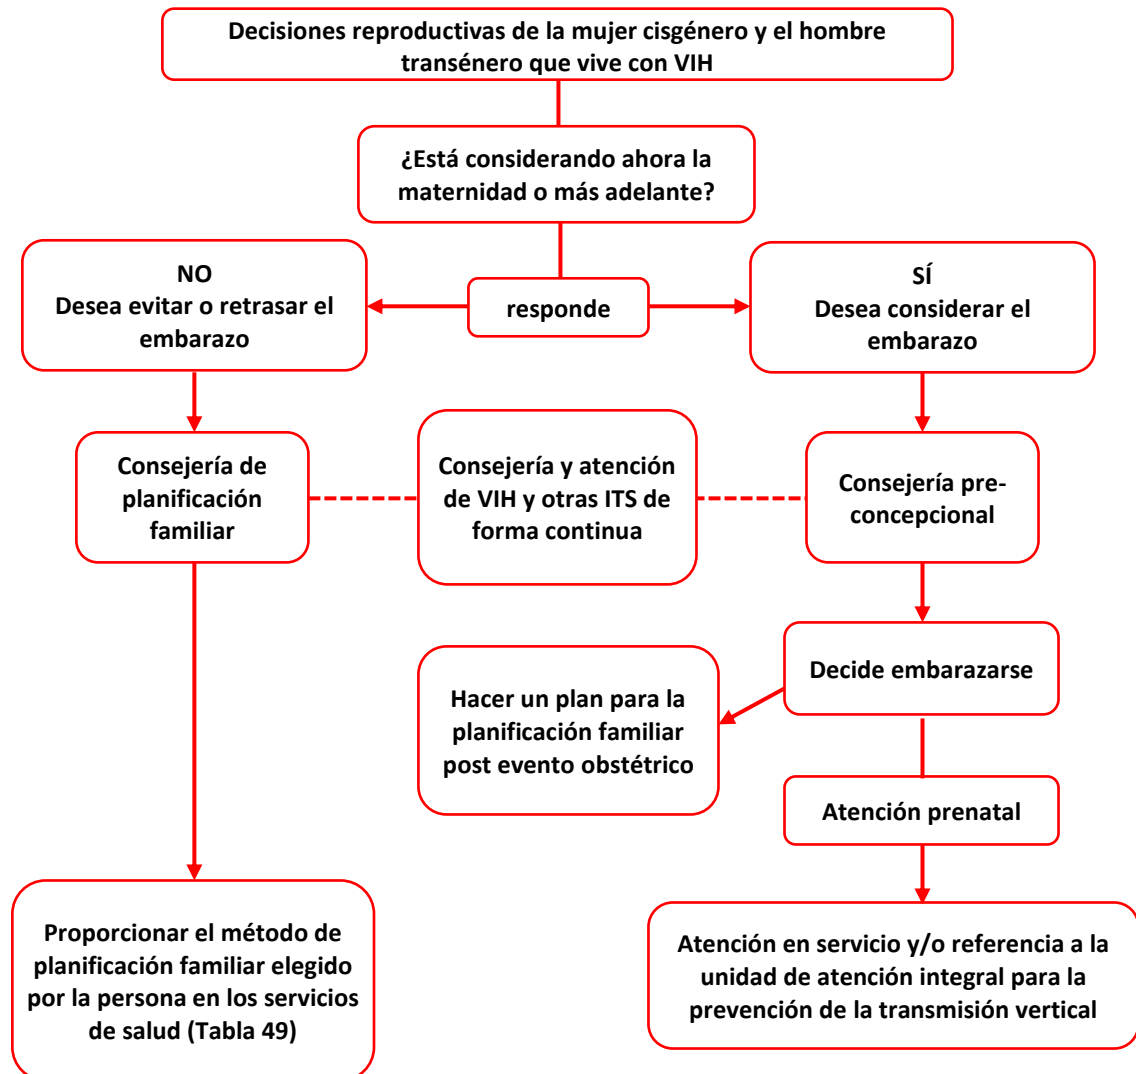 Decisiones reproductivas de la mujer cisgénero y el hombre
transénero que vive con VIH
¿Está considerando ahora la
maternidad o más adelante?
NO
Desea evitar o retrasar el
embarazo
responde
SÍ
Desea considerar el
embarazo
Consejería de
planificación
familiar
Consejería y atención
de VIH y otras ITS de
forma continua
Consejería pre-
concepcional
Decide embarazarse
Hacer un plan para la
planificación familiar
post evento obstétrico
Atención prenatal
Proporcionar el método de
planificación familiar elegido
por la persona en los servicios
de salud (Tabla 49)
Atención en servicio y/o referencia a la
unidad de atención integral para la
prevención de la transmisión vertical